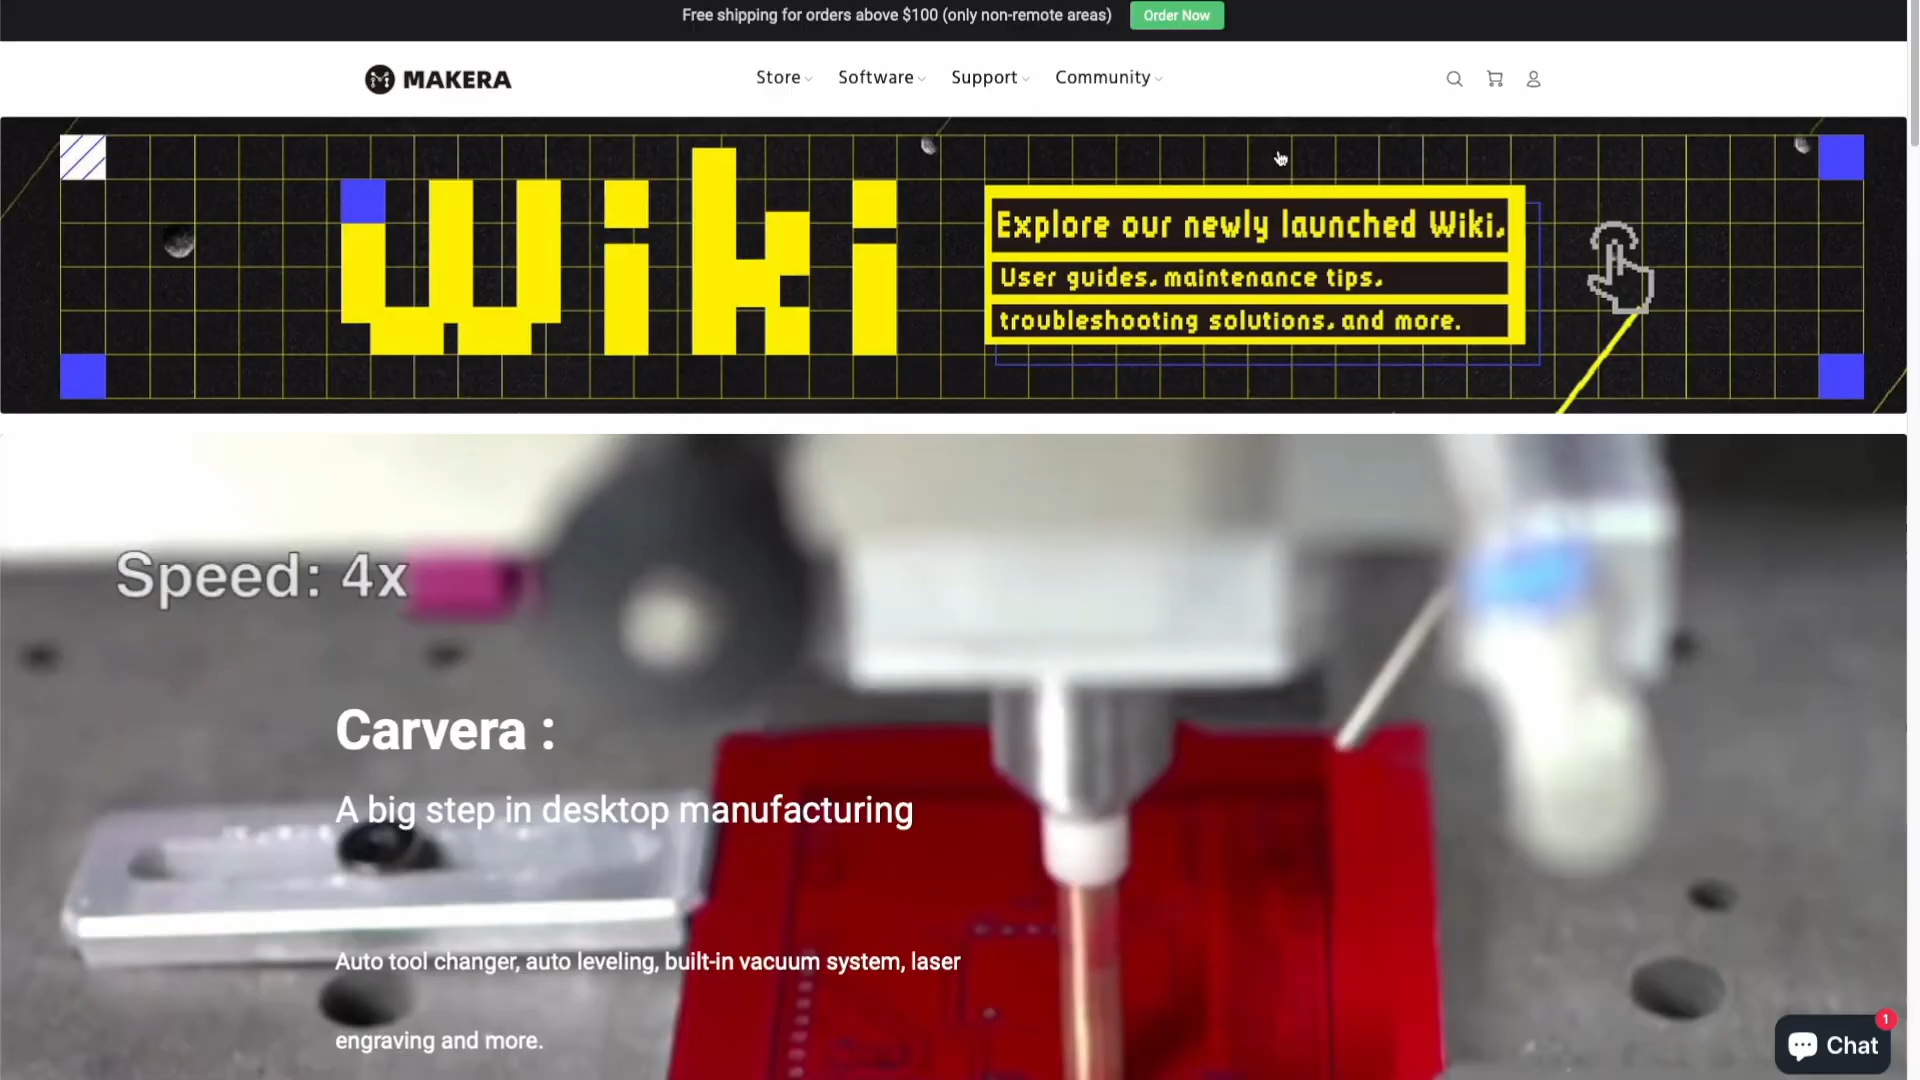 Free shipping for orders above $100 (only non-remote areas) Order Now
MAKERA Store Software Support Community
Wiki
Explore our newly launched Wiki,
User guides, maintenance tips,
troubleshooting solutions, and more.
Speed: 4x
Carvera :
A big step in desktop manufacturing
Auto tool changer, auto leveling, built-in vacuum system, laser
engraving and more.
1
Chat